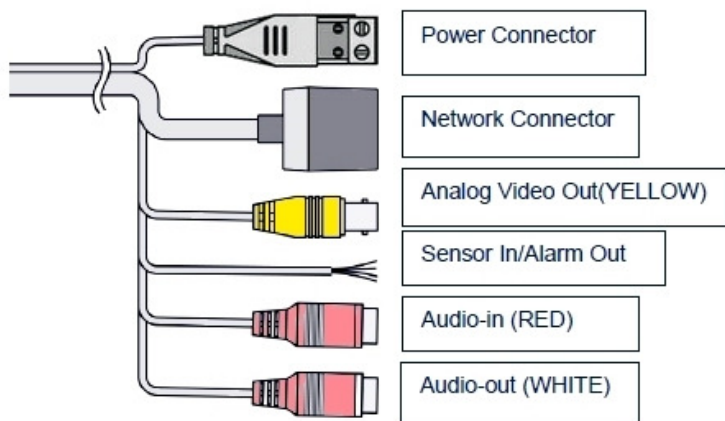 Power Connector
Network Connector
Analog Video Out(YELLOW)
Sensor In/Alarm Out
Audio-in (RED)
Audio-out (WHITE)